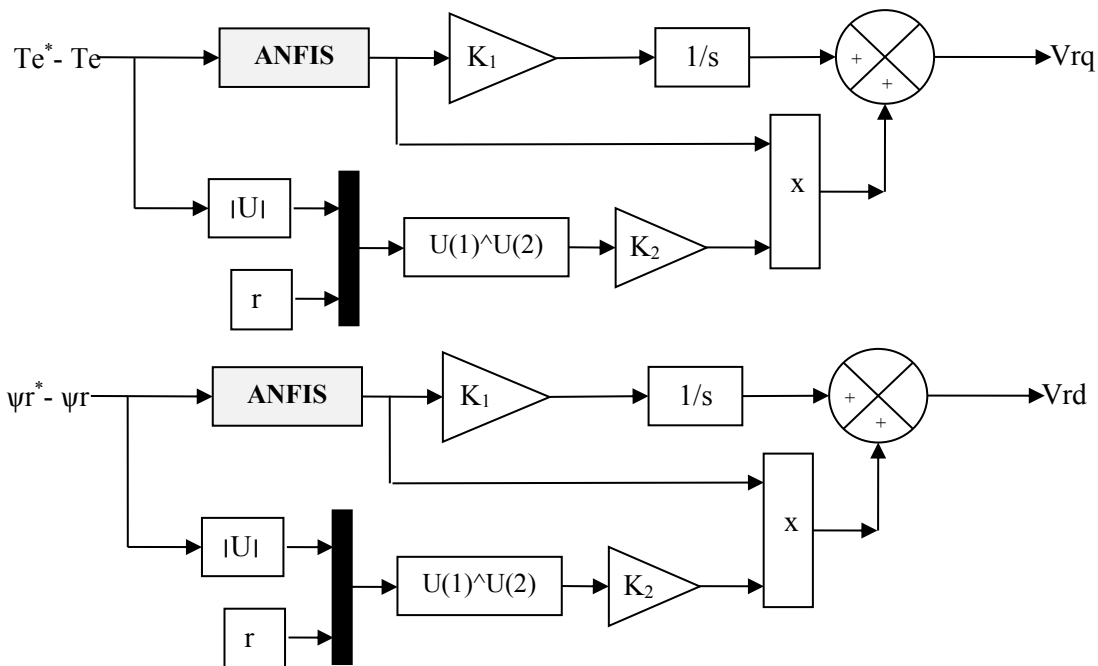 Te*- Te
ANFIS
K₁
1/s
+
+
Vrq
x
|U|
U(1)^U(2)
K₂
r
ψr*- ψr
ANFIS
K₁
1/s
+
+
Vrd
x
|U|
U(1)^U(2)
K₂
r